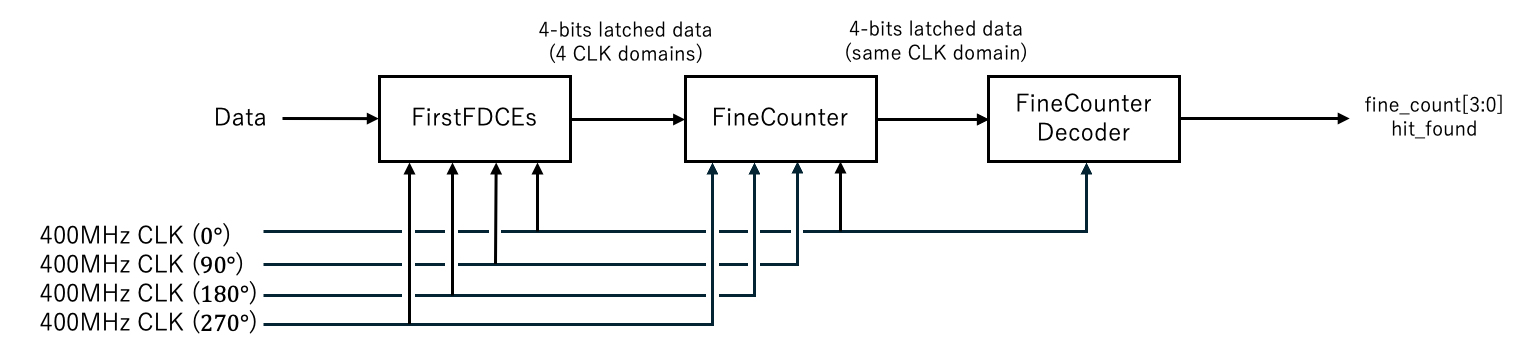 4-bits latched data
(4 CLK domains)
4-bits latched data
(same CLK domain)
Data
FirstFDCEs
FineCounter
FineCounter
Decoder
fine_count[3:0]
hit_found
400MHz CLK (0°)
400MHz CLK (90°)
400MHz CLK (180°)
400MHz CLK (270°)